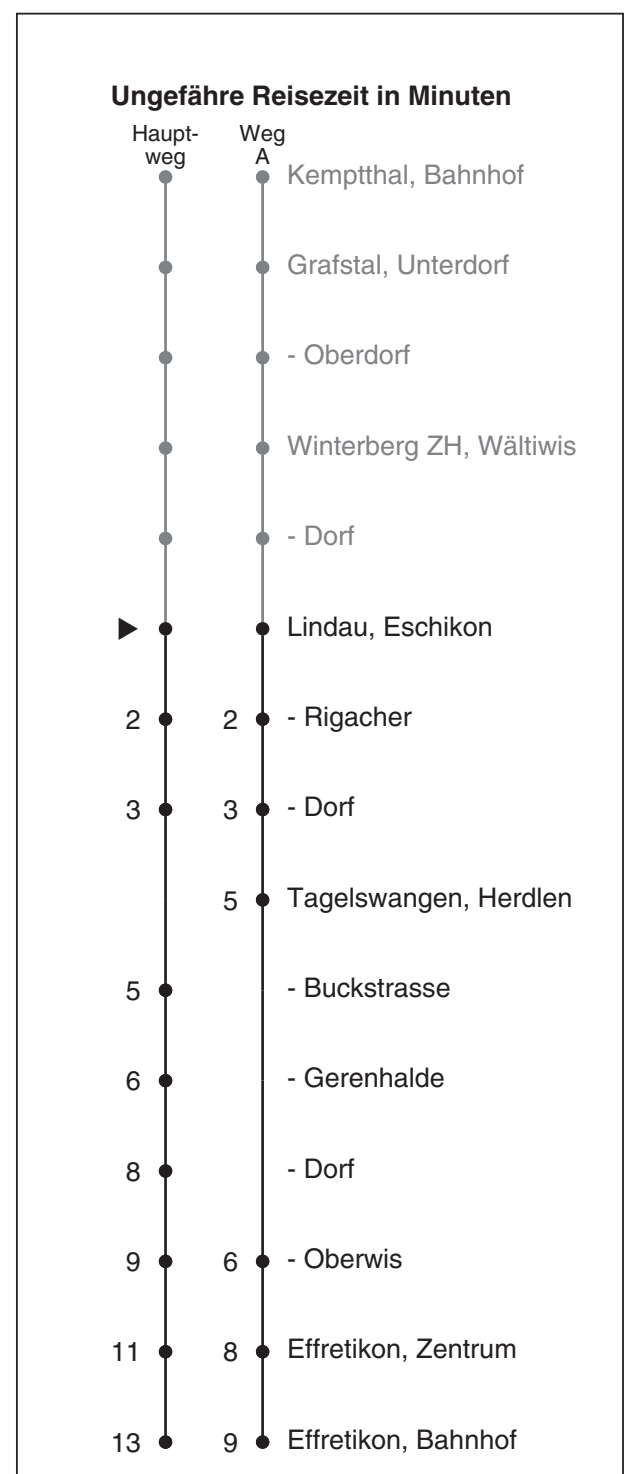 Ungefähre Reisezeit in Minuten
Haupt- Weg
weg A
Kemptthal, Bahnhof
Grafstal, Unterdorf
- Oberdorf
Winterberg ZH, Wältiwis
- Dorf
Lindau, Eschikon
2 2 - Rigacher
3 3 - Dorf
5 Tagelswangen, Herdlen
5 - Buckstrasse
6 - Gerenhalde
8 - Dorf
9 6 - Oberwis
11 8 Effretikon, Zentrum
13 9 Effretikon, Bahnhof